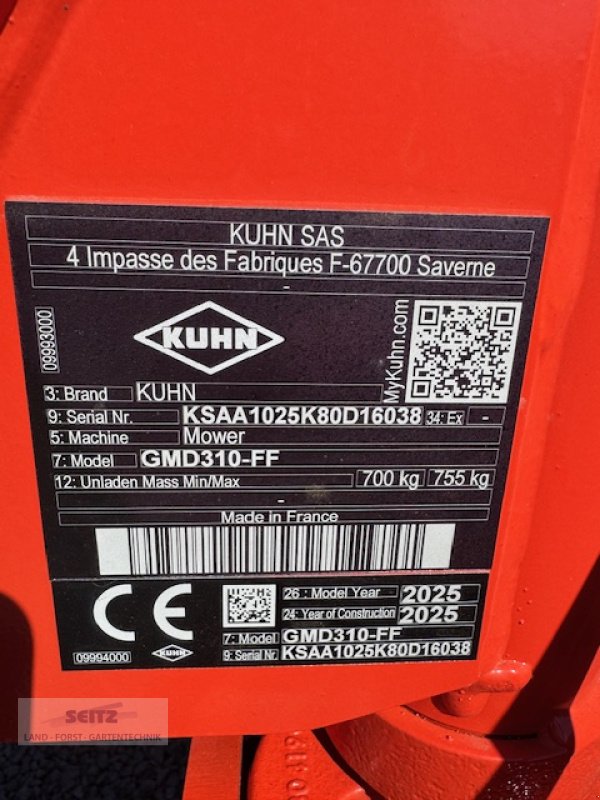 KUHN SAS
4 Impasse des Fabriques F-67700 Saverne
-
09993000
KUHN
MyKuhn.com
3: Brand KUHN
9: Serial Nr. KSAA1025K80D16038 34: Ex -
5: Machine Mower
7: Model GMD310-FF
12: Unladen Mass Min/Max 700 kg 755 kg
-
Made in France
CE
26 : Model Year 2025
24: Year of Construction 2025
7: Model GMD310-FF
9: Serial Nr. KSAA1025K80D16038
09994000
KUHN
SEITZ
LAND - FORST - GARTENTECHNIK